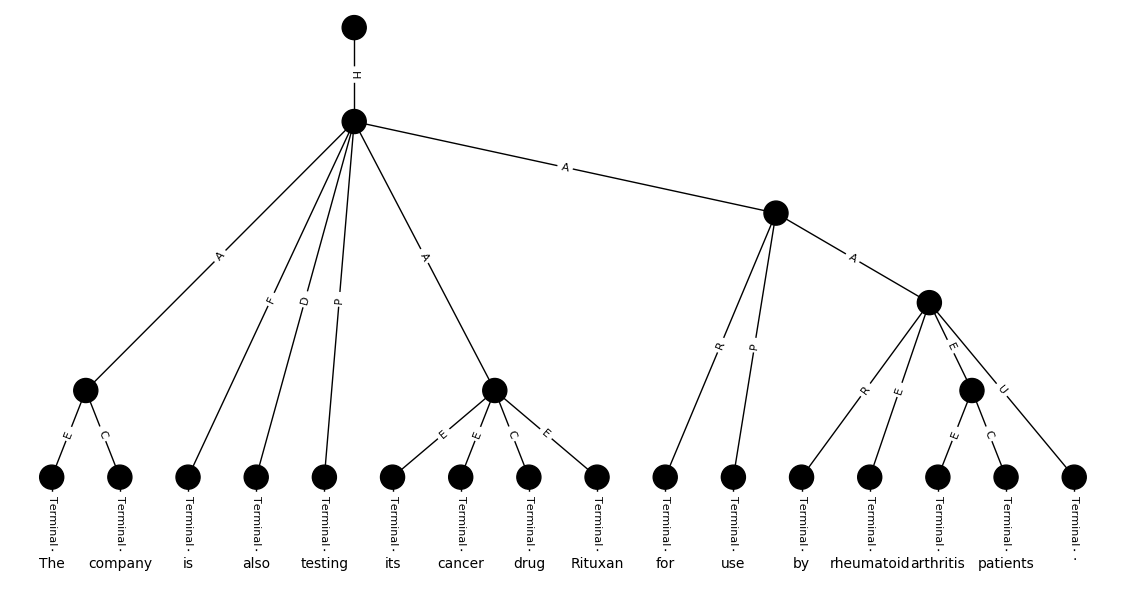 H
A
A
A
A
F
D
P
R
P
E
U
R
E
E
C
E
E
C
E
E
C
Terminal Terminal Terminal Terminal Terminal Terminal Terminal Terminal Terminal Terminal Terminal Terminal Terminal Terminal Terminal Terminal
The company is also testing its cancer drug Rituxan for use by rheumatoid arthritis patients .